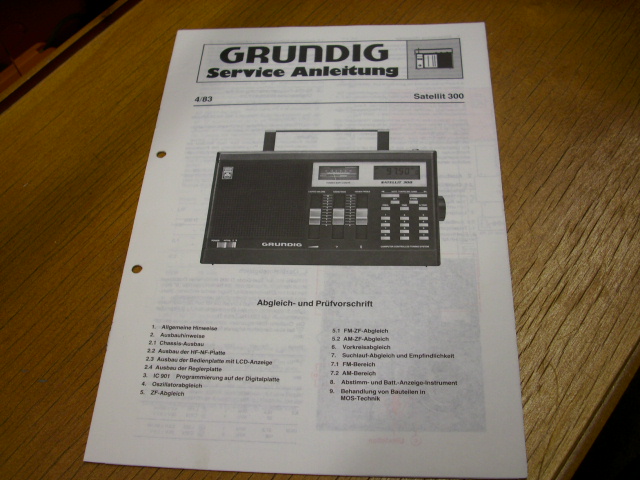 GRUNDIG
Service Anleitung
4/83
Satellit 300
GRUNDIG
Abgleich- und Prüfvorschrift
1. Allgemeine Hinweise
2. Ausbauhinweise
2.1 Chassis-Ausbau
2.2 Ausbau der HF-NF-Platte
2.3 Ausbau der Bedienplatte mit LCD-Anzeige
2.4 Ausbau der Reglerplatte
3. IC 901 Programmierung auf der Digitalplatte
4. Oszillatorabgleich
5. ZF-Abgleich
5.1 FM-ZF-Abgleich
5.2 AM-ZF-Abgleich
6. Vorkreisabgleich
7. Suchlauf-Abgleich und Empfindlichkeit
7.1 FM-Bereich
7.2 AM-Bereich
8. Abstimm- und Batt.-Anzeige-Instrument
9. Behandlung von Bauteilen in
MOS-Technik